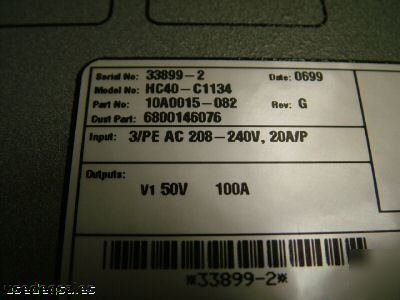 Serial No: 33899-2 Date: 0699
Model No: HC40-C1134
Part No: 10A0015-082 Rev: G
Cust Part: 6800146076
Input: 3/PE AC 208-240V, 20A/P
Outputs:
V1 50V 100A
*33899-2*